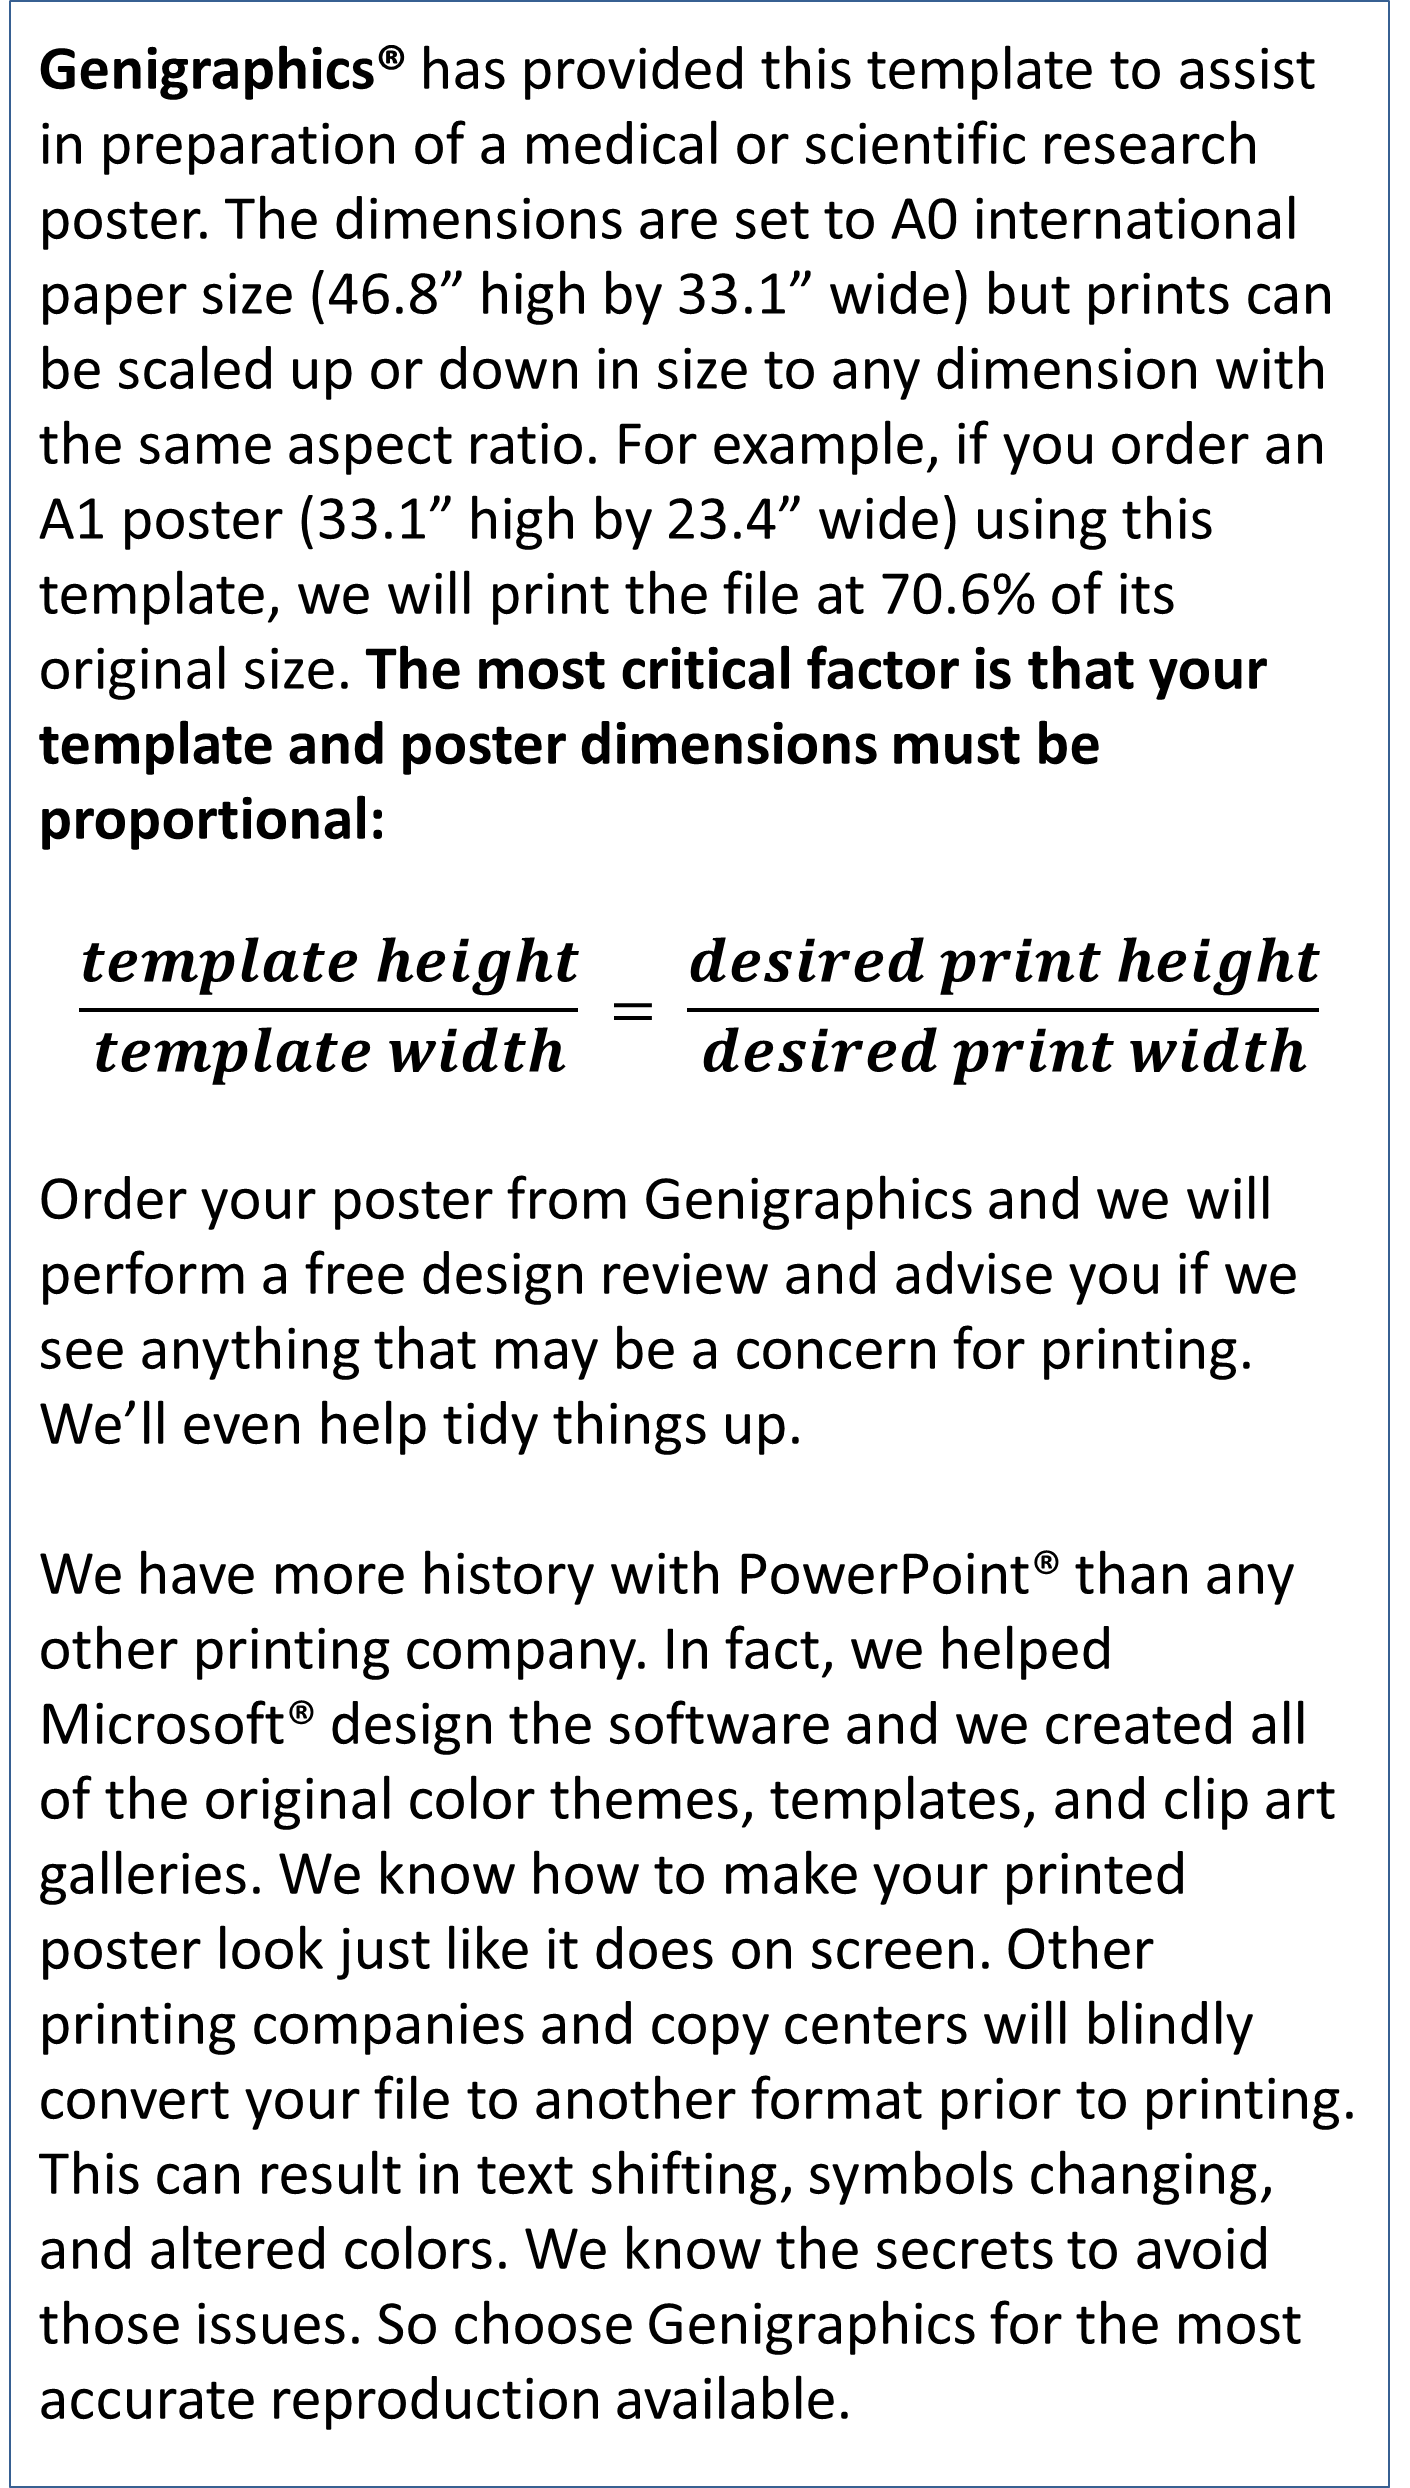 Genigraphics® has provided this template to assist
in preparation of a medical or scientific research
poster. The dimensions are set to A0 international
paper size (46.8” high by 33.1” wide) but prints can
be scaled up or down in size to any dimension with
the same aspect ratio. For example, if you order an
A1 poster (33.1” high by 23.4” wide) using this
template, we will print the file at 70.6% of its
original size. The most critical factor is that your
template and poster dimensions must be
proportional:
template height / template width = desired print height / desired print width
Order your poster from Genigraphics and we will
perform a free design review and advise you if we
see anything that may be a concern for printing.
We’ll even help tidy things up.
We have more history with PowerPoint® than any
other printing company. In fact, we helped
Microsoft® design the software and we created all
of the original color themes, templates, and clip art
galleries. We know how to make your printed
poster look just like it does on screen. Other
printing companies and copy centers will blindly
convert your file to another format prior to printing.
This can result in text shifting, symbols changing,
and altered colors. We know the secrets to avoid
those issues. So choose Genigraphics for the most
accurate reproduction available.